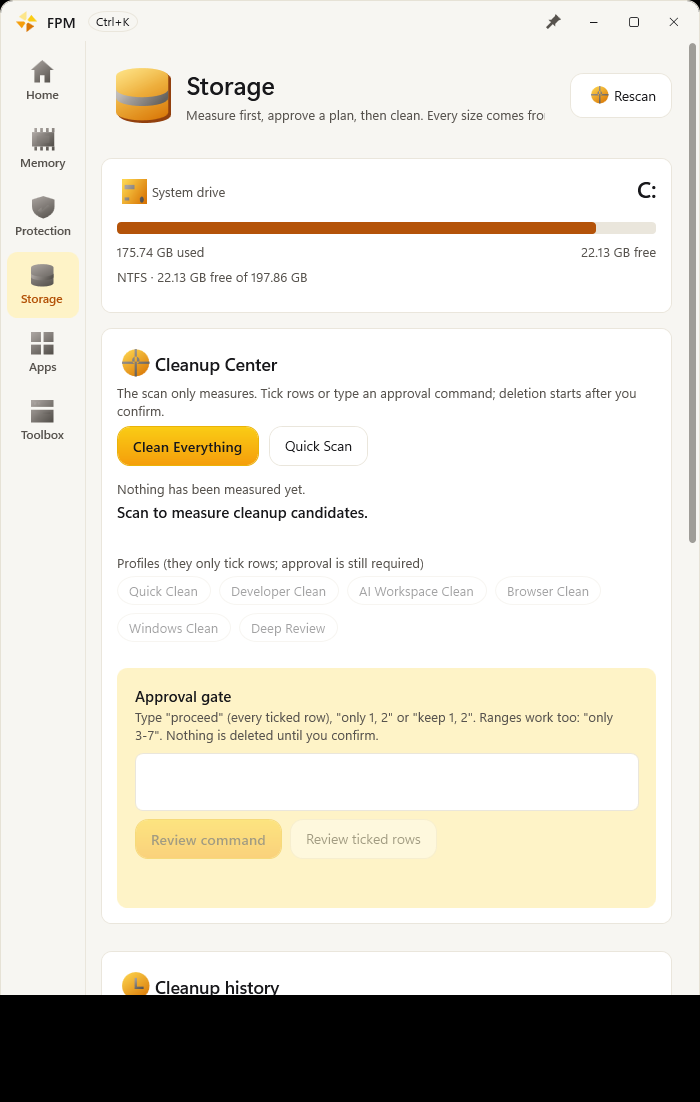 FPM Ctrl+K
Home
Memory
Protection
Storage
Apps
Toolbox
Storage
Measure first, approve a plan, then clean. Every size comes from
Rescan
System drive
C:
175.74 GB used
22.13 GB free
NTFS · 22.13 GB free of 197.86 GB
Cleanup Center
The scan only measures. Tick rows or type an approval command; deletion starts after you
confirm.
Clean Everything
Quick Scan
Nothing has been measured yet.
Scan to measure cleanup candidates.
Profiles (they only tick rows; approval is still required)
Quick Clean
Developer Clean
AI Workspace Clean
Browser Clean
Windows Clean
Deep Review
Approval gate
Type "proceed" (every ticked row), "only 1, 2" or "keep 1, 2". Ranges work too: "only
3-7". Nothing is deleted until you confirm.
Review command
Review ticked rows
Cleanup history